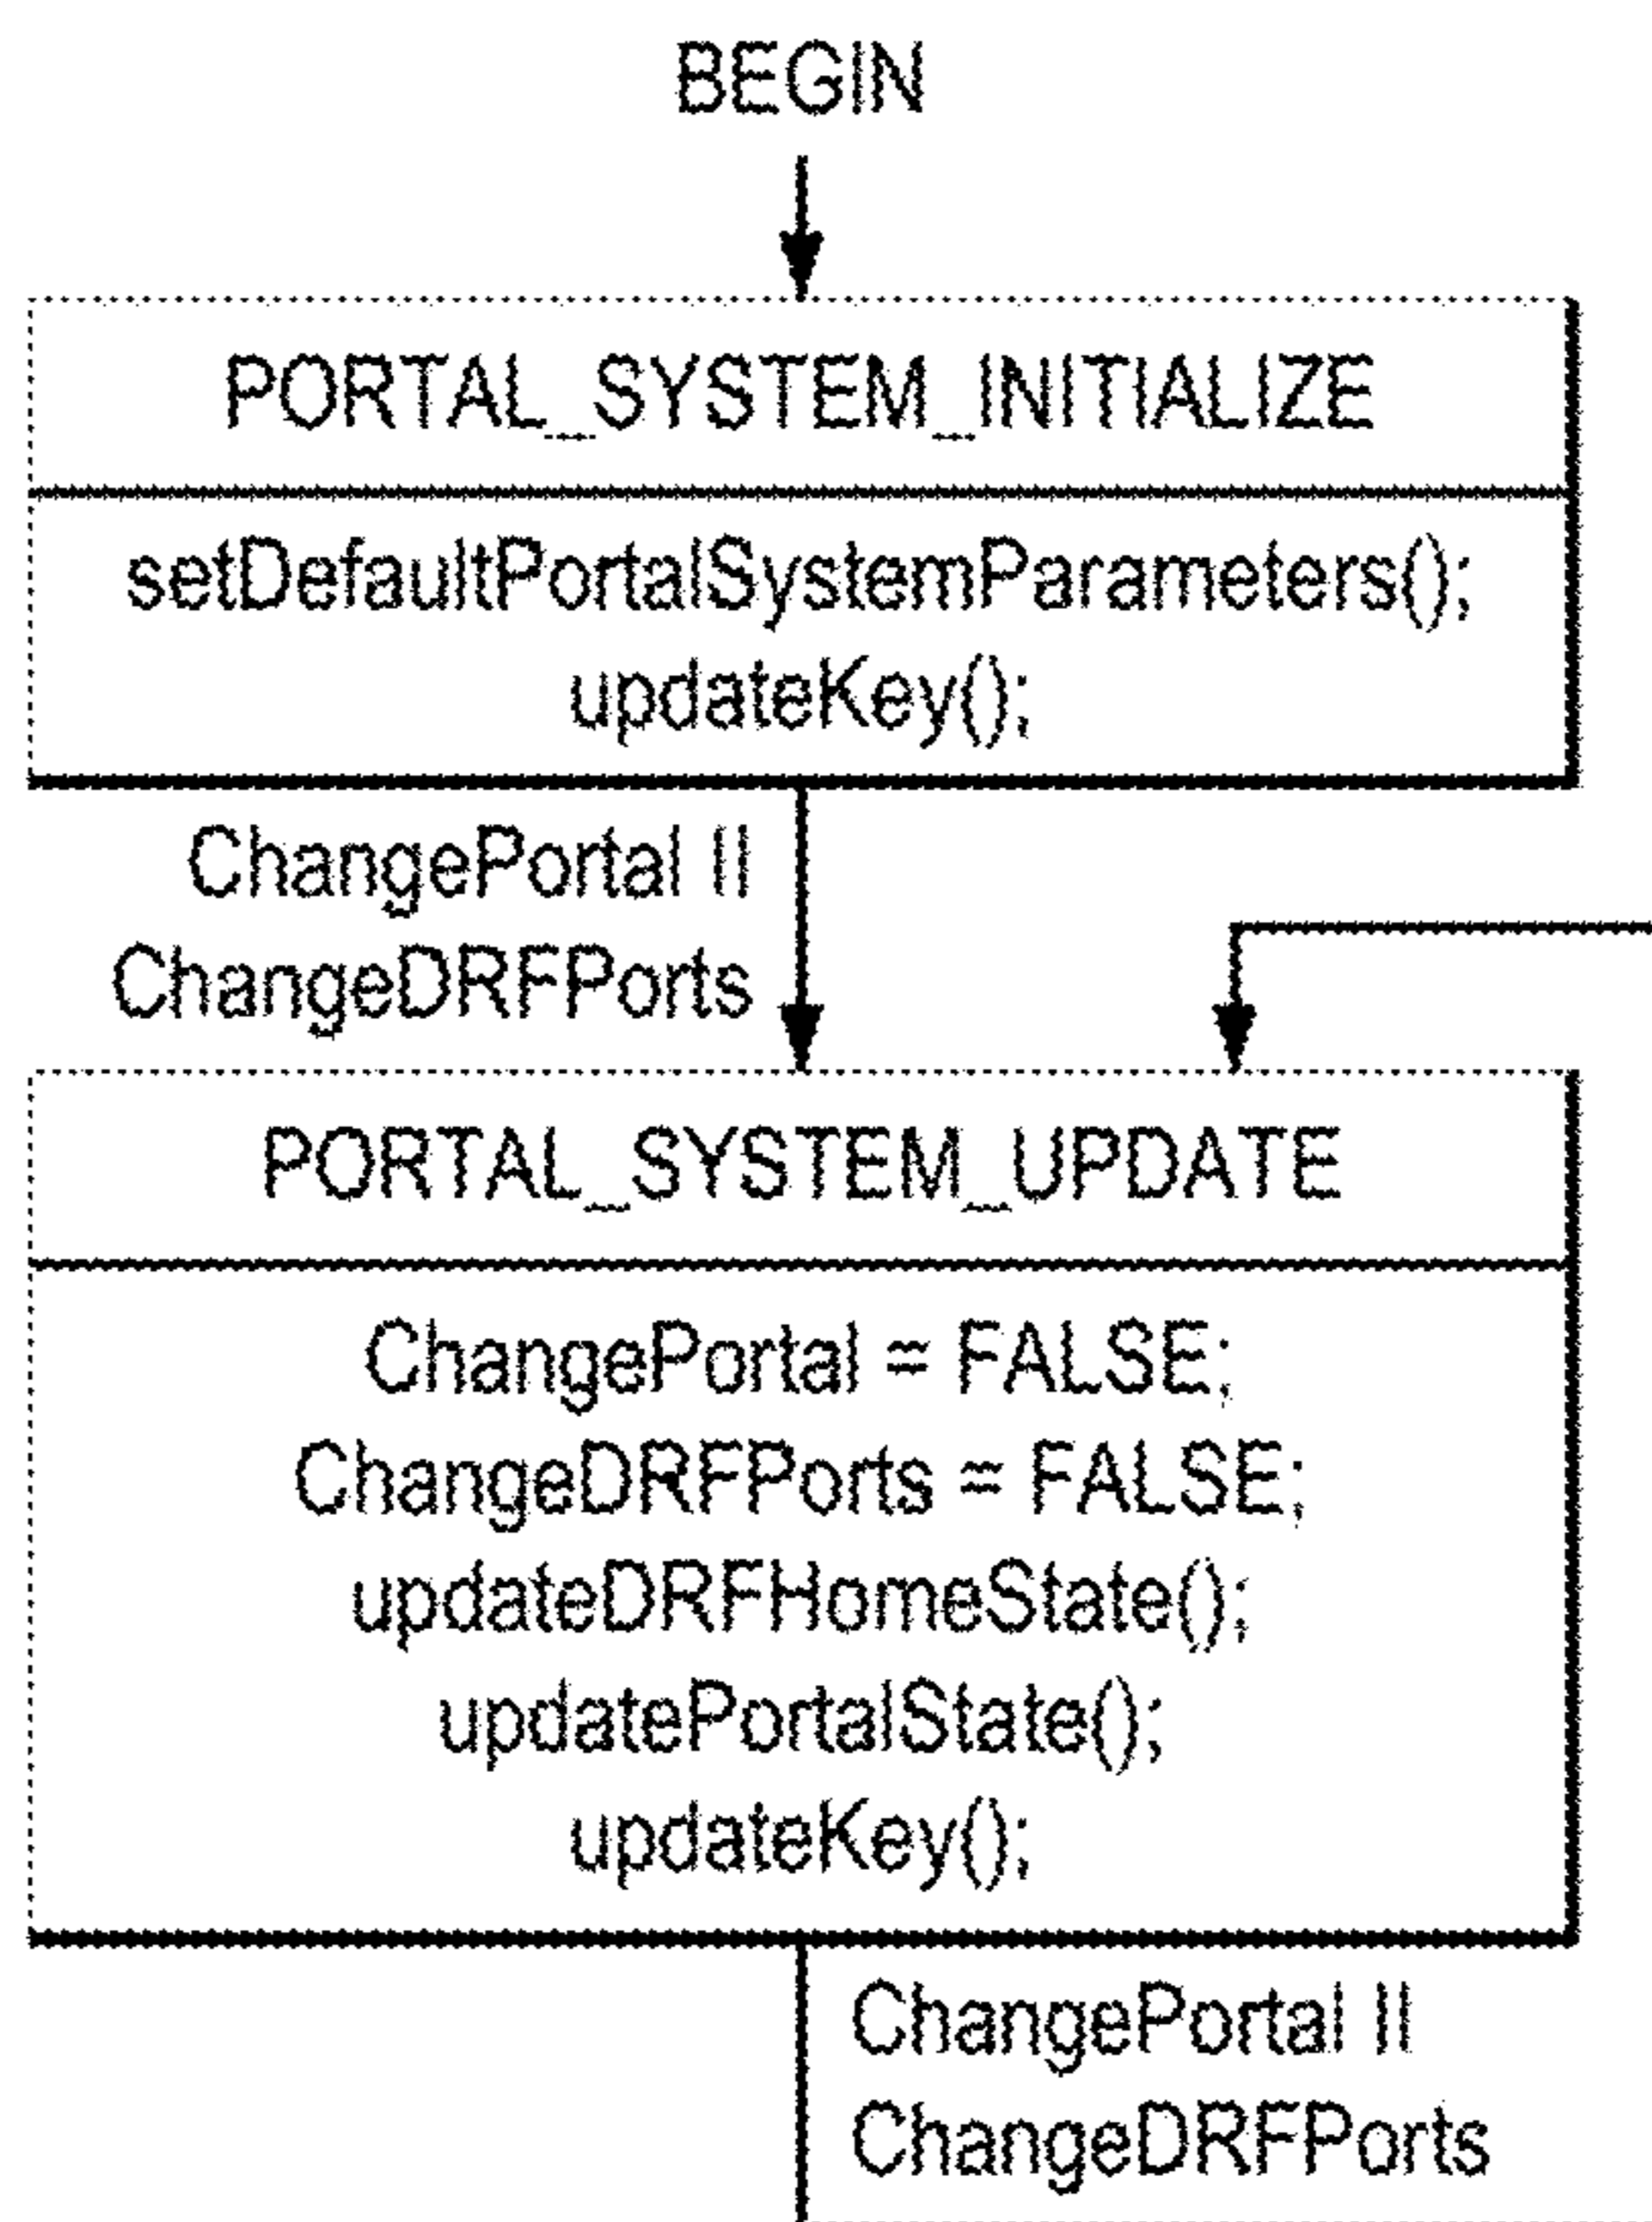 BEGIN
PORTAL_SYSTEM_INITIALIZE
setDefaultPortalSystemParameters();
updateKey();
ChangePortal ||
ChangeDRFPorts
PORTAL_SYSTEM_UPDATE
ChangePortal = FALSE;
ChangeDRFPorts = FALSE;
updateDRFHomeState();
updatePortalState();
updateKey();
ChangePortal ||
ChangeDRFPorts